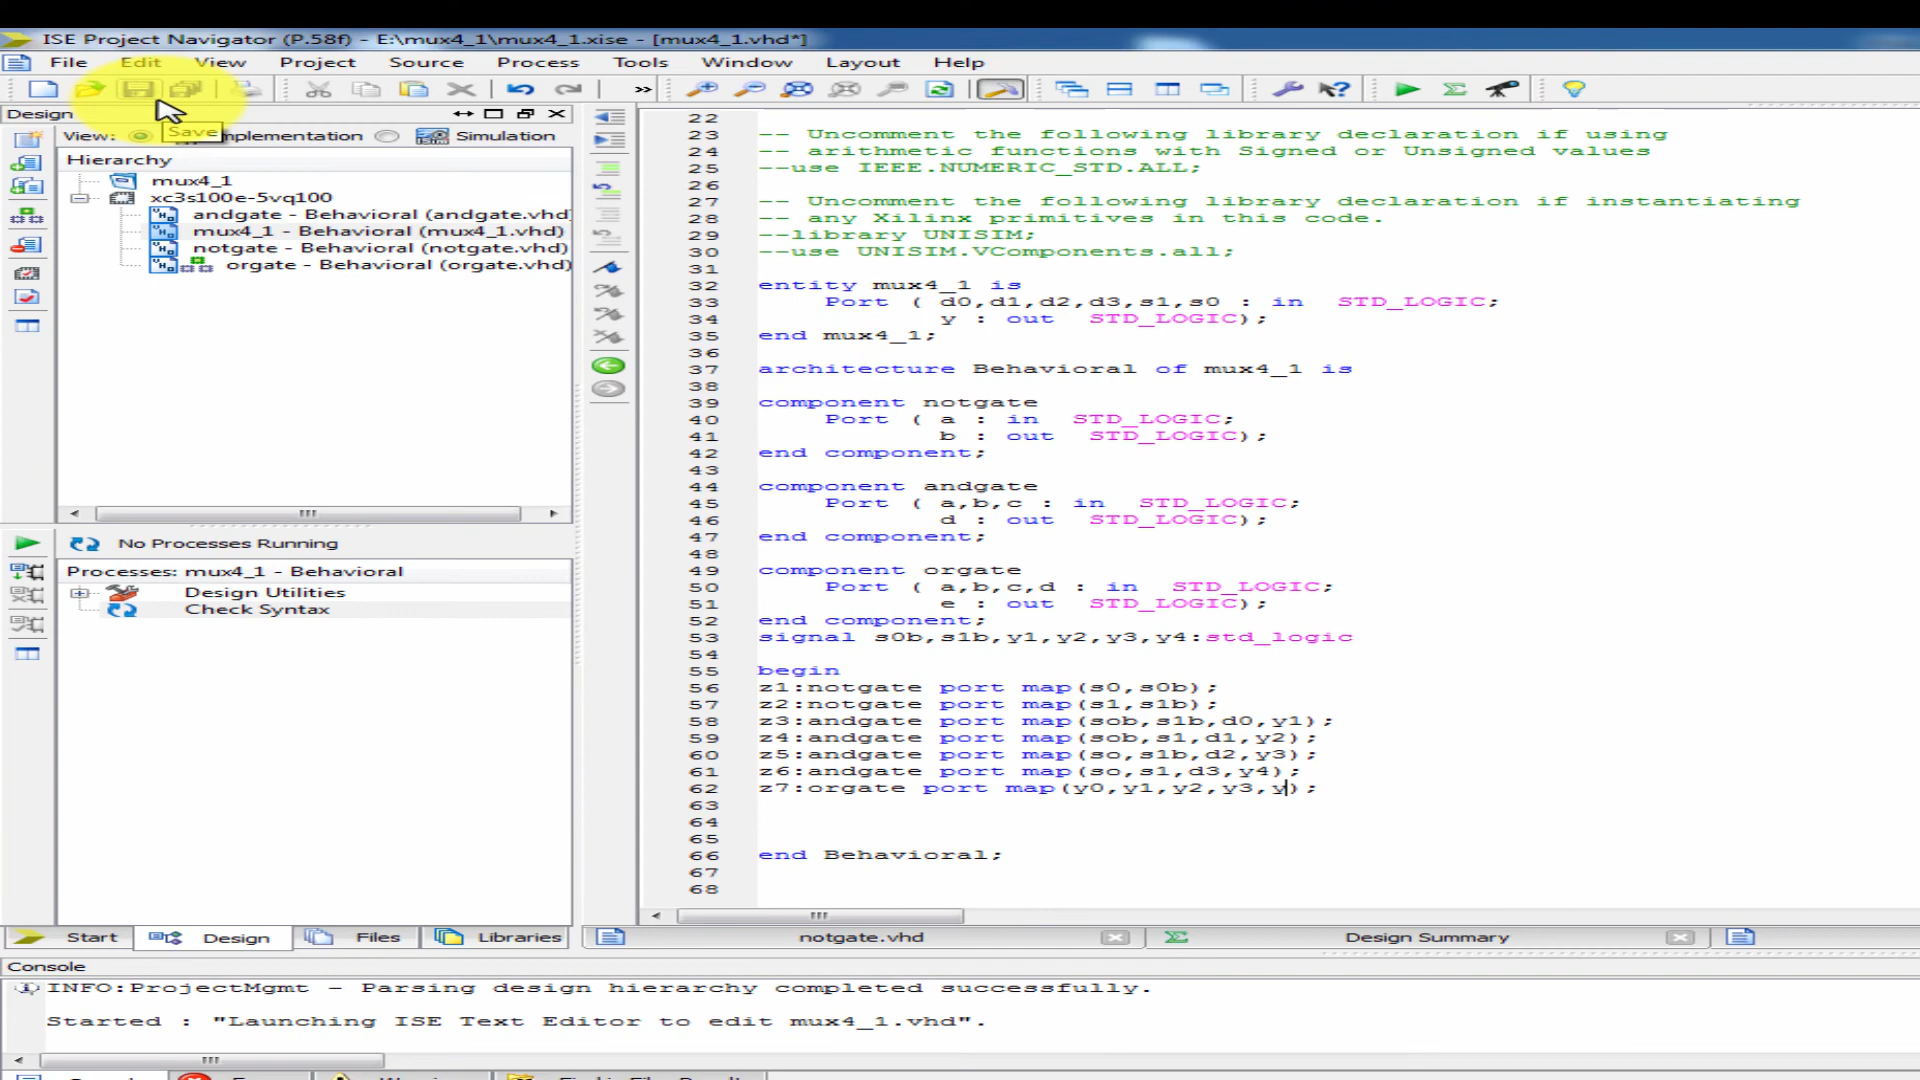 ISE Project Navigator (P.58f) - E:\mux4_1\mux4_1.xise - [mux4_1.vhd*]
File Edit View Project Source Process Tools Window Layout Help
»
Design
View: Implementation Simulation
Save
Hierarchy
mux4_1
xc3s100e-5vq100
andgate - Behavioral (andgate.vhd)
mux4_1 - Behavioral (mux4_1.vhd)
notgate - Behavioral (notgate.vhd)
orgate - Behavioral (orgate.vhd)
No Processes Running
Processes: mux4_1 - Behavioral
Design Utilities
Check Syntax
Start Design Files Libraries
22
23 -- Uncomment the following library declaration if using
24 -- arithmetic functions with Signed or Unsigned values
25 --use IEEE.NUMERIC_STD.ALL;
26
27 -- Uncomment the following library declaration if instantiating
28 -- any Xilinx primitives in this code.
29 --library UNISIM;
30 --use UNISIM.VComponents.all;
31
32 entity mux4_1 is
33 Port ( d0,d1,d2,d3,s1,s0 : in STD_LOGIC;
34 y : out STD_LOGIC);
35 end mux4_1;
36
37 architecture Behavioral of mux4_1 is
38
39 component notgate
40 Port ( a : in STD_LOGIC;
41 b : out STD_LOGIC);
42 end component;
43
44 component andgate
45 Port ( a,b,c : in STD_LOGIC;
46 d : out STD_LOGIC);
47 end component;
48
49 component orgate
50 Port ( a,b,c,d : in STD_LOGIC;
51 e : out STD_LOGIC);
52 end component;
53 signal s0b,s1b,y1,y2,y3,y4:std_logic
54
55 begin
56 z1:notgate port map(s0,s0b);
57 z2:notgate port map(s1,s1b);
58 z3:andgate port map(sob,s1b,d0,y1);
59 z4:andgate port map(sob,s1,d1,y2);
60 z5:andgate port map(so,s1b,d2,y3);
61 z6:andgate port map(so,s1,d3,y4);
62 z7:orgate port map(y0,y1,y2,y3,y);
63
64
65
66 end Behavioral;
67
68
notgate.vhd Design Summary
Console
INFO:ProjectMgmt - Parsing design hierarchy completed successfully.
Started : "Launching ISE Text Editor to edit mux4_1.vhd".